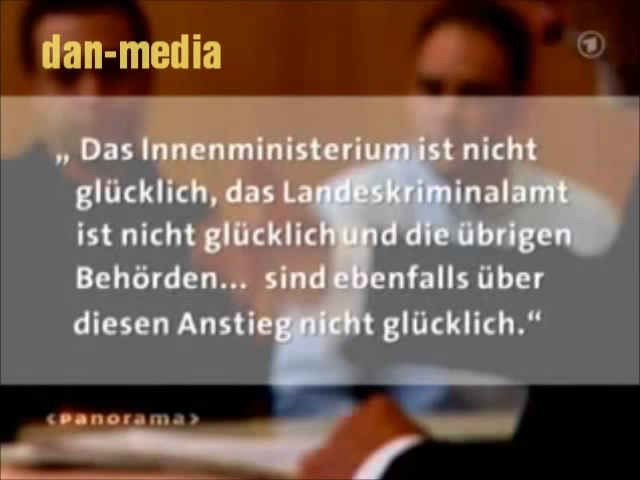 dan-media
1
„ Das Innenministerium ist nicht
glücklich, das Landeskriminalamt
ist nicht glücklich und die übrigen
Behörden... sind ebenfalls über
diesen Anstieg nicht glücklich.“
<panorama>